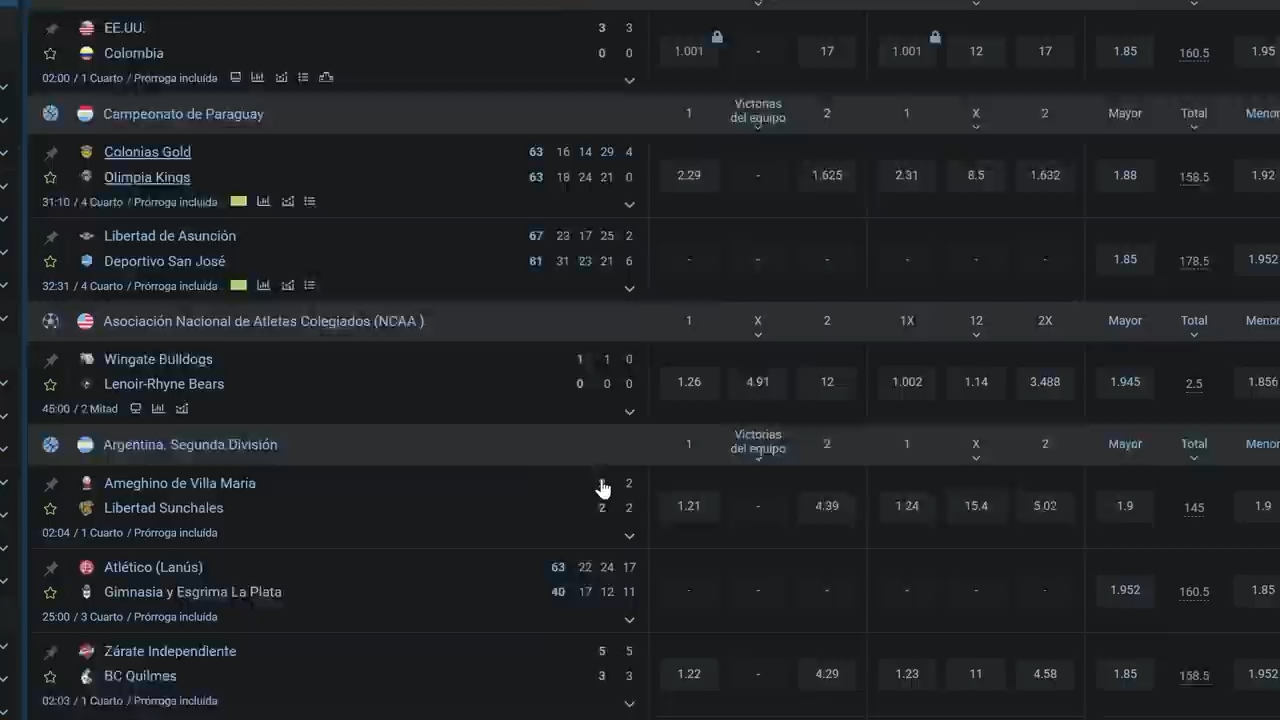 EE.UU. 3 3
Colombia 0 0
1.001 - 17 1.001 12 17 1.85 160.5 1.95
02:00 / 1 Cuarto / Prórroga incluida
Campeonato de Paraguay 1 Victorias del equipo 2 1 X 2 Mayor Total Menor
Colonias Gold 63 16 14 29 4
Olimpia Kings 63 18 24 21 0
2.29 - 1.625 2.31 8.5 1.632 1.88 158.5 1.92
31:10 / 4 Cuarto / Prórroga incluida
Libertad de Asunción 67 23 17 25 2
Deportivo San José 81 31 23 21 6
- - - - - - 1.85 178.5 1.952
32:31 / 4 Cuarto / Prórroga incluida
Asociación Nacional de Atletas Colegiados (NCAA ) 1 X 2 1X 12 2X Mayor Total Menor
Wingate Bulldogs 1 1 0
Lenoir-Rhyne Bears 0 0 0
1.26 4.91 12 1.002 1.14 3.488 1.945 2.5 1.856
45:00 / 2 Mitad
Argentina. Segunda División 1 Victorias del equipo 2 1 X 2 Mayor Total Menor
Ameghino de Villa Maria 2
Libertad Sunchales 2 2
1.21 - 4.39 1.24 15.4 5.02 1.9 145 1.9
02:04 / 1 Cuarto / Prórroga incluida
Atlético (Lanús) 63 22 24 17
Gimnasia y Esgrima La Plata 40 17 12 11
- - - - - - 1.952 160.5 1.85
25:00 / 3 Cuarto / Prórroga incluida
Zárate Independiente 5 5
BC Quilmes 3 3
1.22 - 4.29 1.23 11 4.58 1.85 158.5 1.952
02:03 / 1 Cuarto / Prórroga incluida